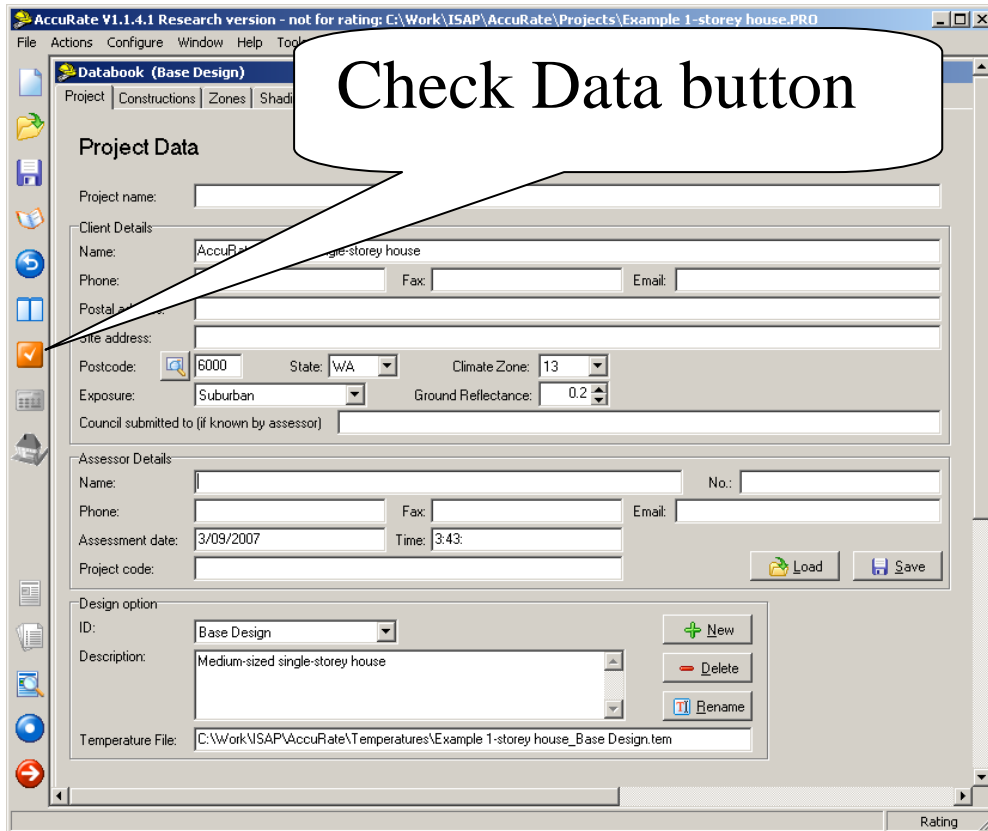 AccuRate V1.1.4.1 Research version - not for rating: C:\Work\ISAP\AccuRate\Projects\Example 1-storey house.PRO
File Actions Configure Window Help
Check Data button
Databook (Base Design)
Project Constructions Zones
Project Data
Project name:
Client Details
Name:
storey house
Phone: Fax: Email:
Postal
address:
Postcode: 6000 State: WA Climate Zone: 13
Exposure: Suburban Ground Reflectance: 0.2
Council submitted to (if known by assessor)
Assessor Details
Name: No.:
Phone: Fax: Email:
Assessment date: 3/09/2007 Time: 3:43:
Project code: Load Save
Design option
ID: Base Design New
Description: Medium-sized single-storey house
Delete
Rename
Temperature File: C:\Work\ISAP\AccuRate\Temperatures\Example 1-storey house_Base Design.tem
Rating